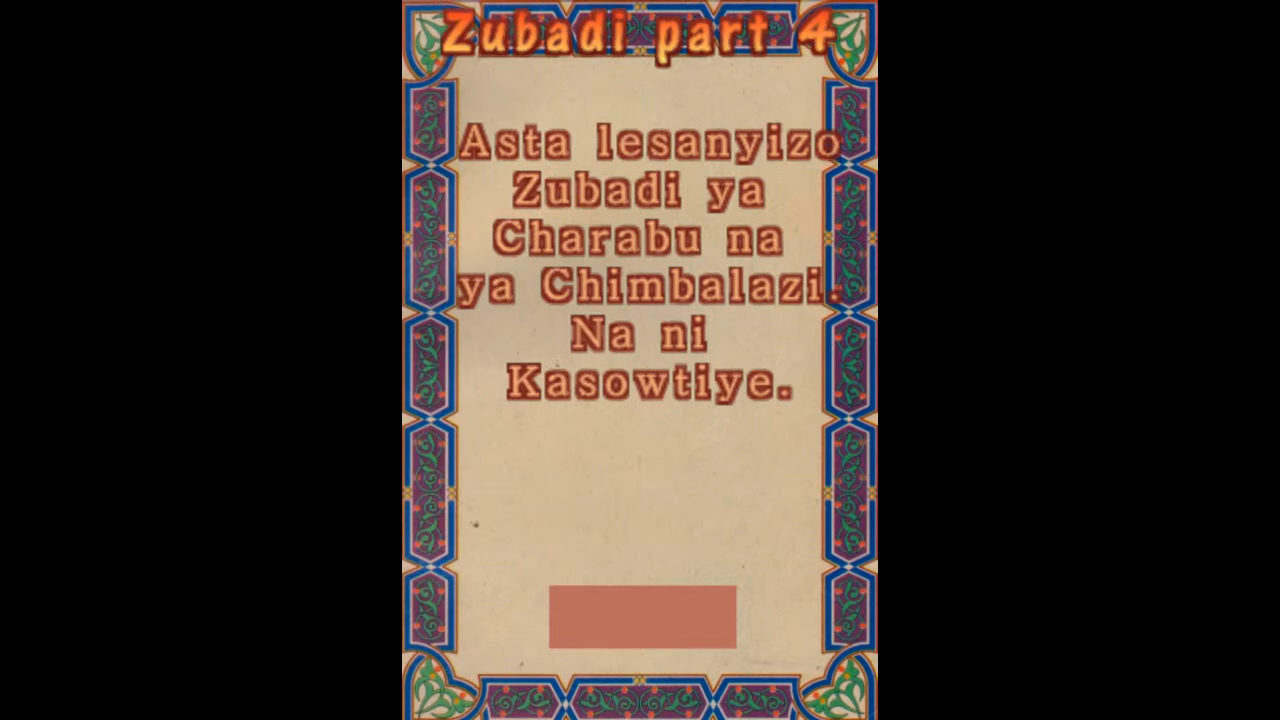 Zubadi part 4
Asta lesanyizo
Zubadi ya
Charabu na
ya Chimbalazi.
Na ni
Kasowtiye.